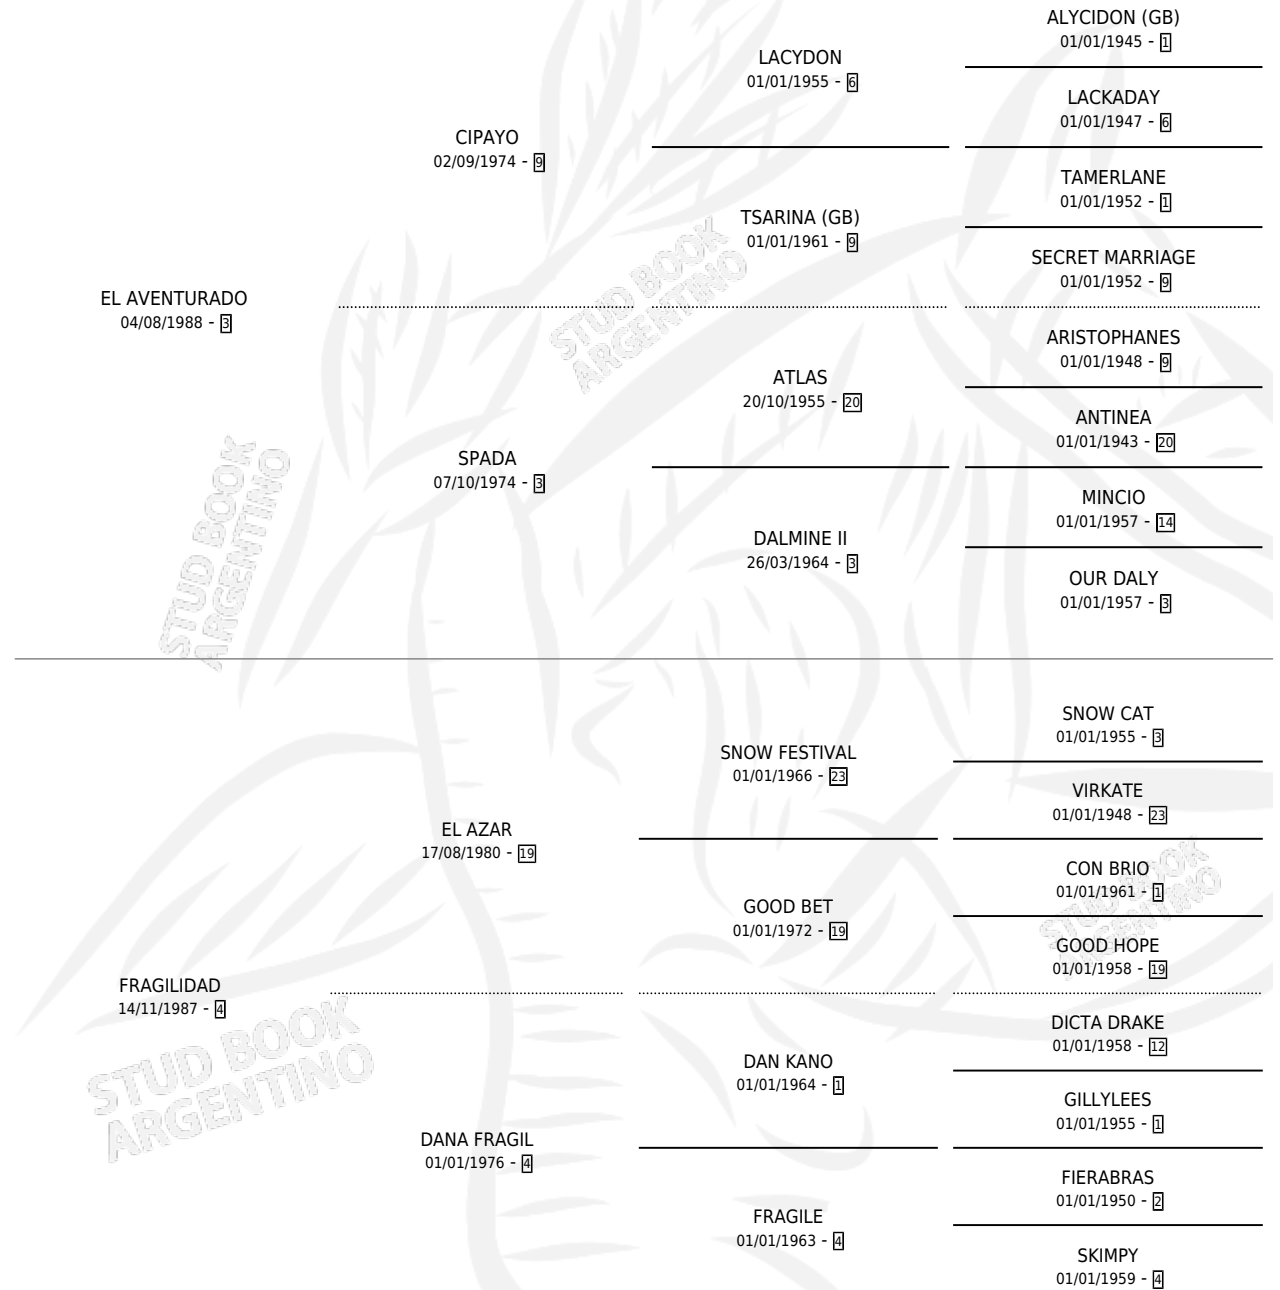 ALYCIDON (GB)
01/01/1945 - 1
LACYDON
01/01/1955 - 6
LACKADAY
01/01/1947 - 6
CIPAYO
02/09/1974 - 9
TAMERLANE
01/01/1952 - 1
TSARINA (GB)
01/01/1961 - 9
SECRET MARRIAGE
01/01/1952 - 9
EL AVENTURADO
04/08/1988 - 3
ARISTOPHANES
01/01/1948 - 9
ATLAS
20/10/1955 - 20
ANTINEA
01/01/1943 - 20
SPADA
07/10/1974 - 3
MINCIO
01/01/1957 - 14
DALMINE II
26/03/1964 - 3
OUR DALY
01/01/1957 - 3
SNOW CAT
01/01/1955 - 3
SNOW FESTIVAL
01/01/1966 - 23
VIRKATE
01/01/1948 - 23
EL AZAR
17/08/1980 - 19
CON BRIO
01/01/1961 - 1
GOOD BET
01/01/1972 - 19
GOOD HOPE
01/01/1958 - 19
FRAGILIDAD
14/11/1987 - 4
DICTA DRAKE
01/01/1958 - 12
DAN KANO
01/01/1964 - 1
GILLYLEES
01/01/1955 - 1
DANA FRAGIL
01/01/1976 - 4
FIERABRAS
01/01/1950 - 2
FRAGILE
01/01/1963 - 4
SKIMPY
01/01/1959 - 4
STUD BOOK
ARGENTINO
STUD BOOK
ARGENTINO
STUD BOOK
ARGENTINO
STUD BOOK
ARGENTINO